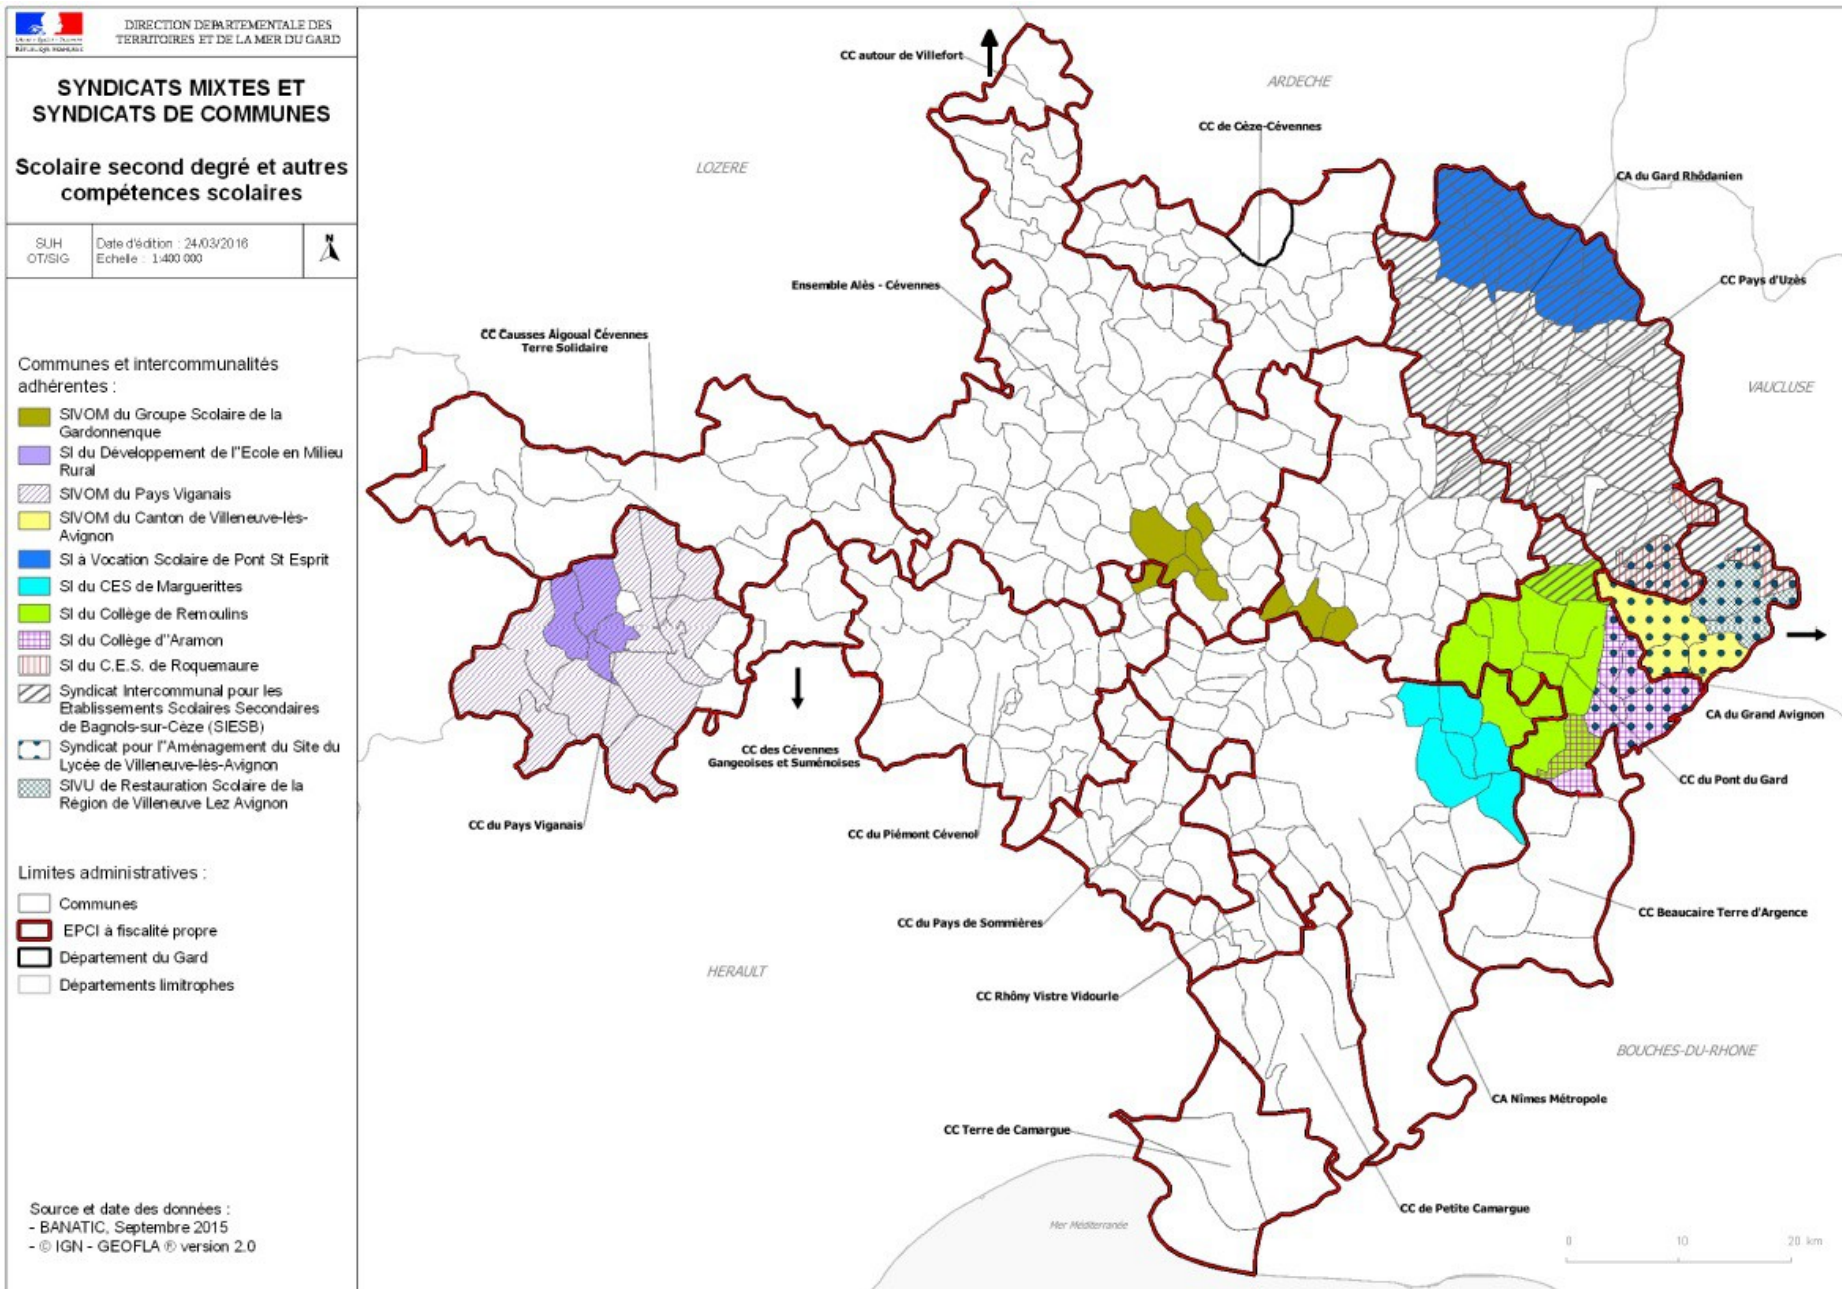 DIRECTION DEPARTEMENTALE DES
TERRITOIRES ET DE LA MER DU GARD
SYNDICATS MIXTES ET
SYNDICATS DE COMMUNES
Scolaire second degré et autres
compétences scolaires
SUH
OT/SIG
Date d'édition : 24/03/2016
Echelle : 1:400 000
N
Communes et intercommunalités
adhérentes :
SIVOM du Groupe Scolaire de la
Gardonnenque
SI du Développement de l''Ecole en Milieu
Rural
SIVOM du Pays Viganais
SIVOM du Canton de Villeneuve-lès-
Avignon
SI à Vocation Scolaire de Pont St Esprit
SI du CES de Marguerittes
SI du Collège de Remoulins
SI du Collège d''Aramon
SI du C.E.S. de Roquemaure
Syndicat Intercommunal pour les
Etablissements Scolaires Secondaires
de Bagnols-sur-Cèze (SIESB)
Syndicat pour l''Aménagement du Site du
Lycée de Villeneuve-lès-Avignon
SIVU de Restauration Scolaire de la
Région de Villeneuve Lez Avignon
Limites administratives :
Communes
EPCI à fiscalité propre
Département du Gard
Départements limitrophes
Source et date des données :
- BANATIC, Septembre 2015
- © IGN - GEOFLA ® version 2.0
CC autour de Villefort
ARDECHE
CC de Cèze-Cévennes
LOZERE
CA du Gard Rhôdanien
CC Pays d'Uzès
Ensemble Alès - Cévennes
CC Causses Aigoual Cévennes
Terre Solidaire
VAUCLUSE
CA du Grand Avignon
CC des Cévennes
Gangeoises et Suménoises
CC du Pont du Gard
CC du Pays Viganais
CC du Piémont Cévenol
CC Beaucaire Terre d'Argence
CC du Pays de Sommières
HERAULT
CC Rhôny Vistre Vidourle
BOUCHES-DU-RHONE
CA Nîmes Métropole
CC Terre de Camargue
CC de Petite Camargue
Mer Méditerranée
0 10 20 km